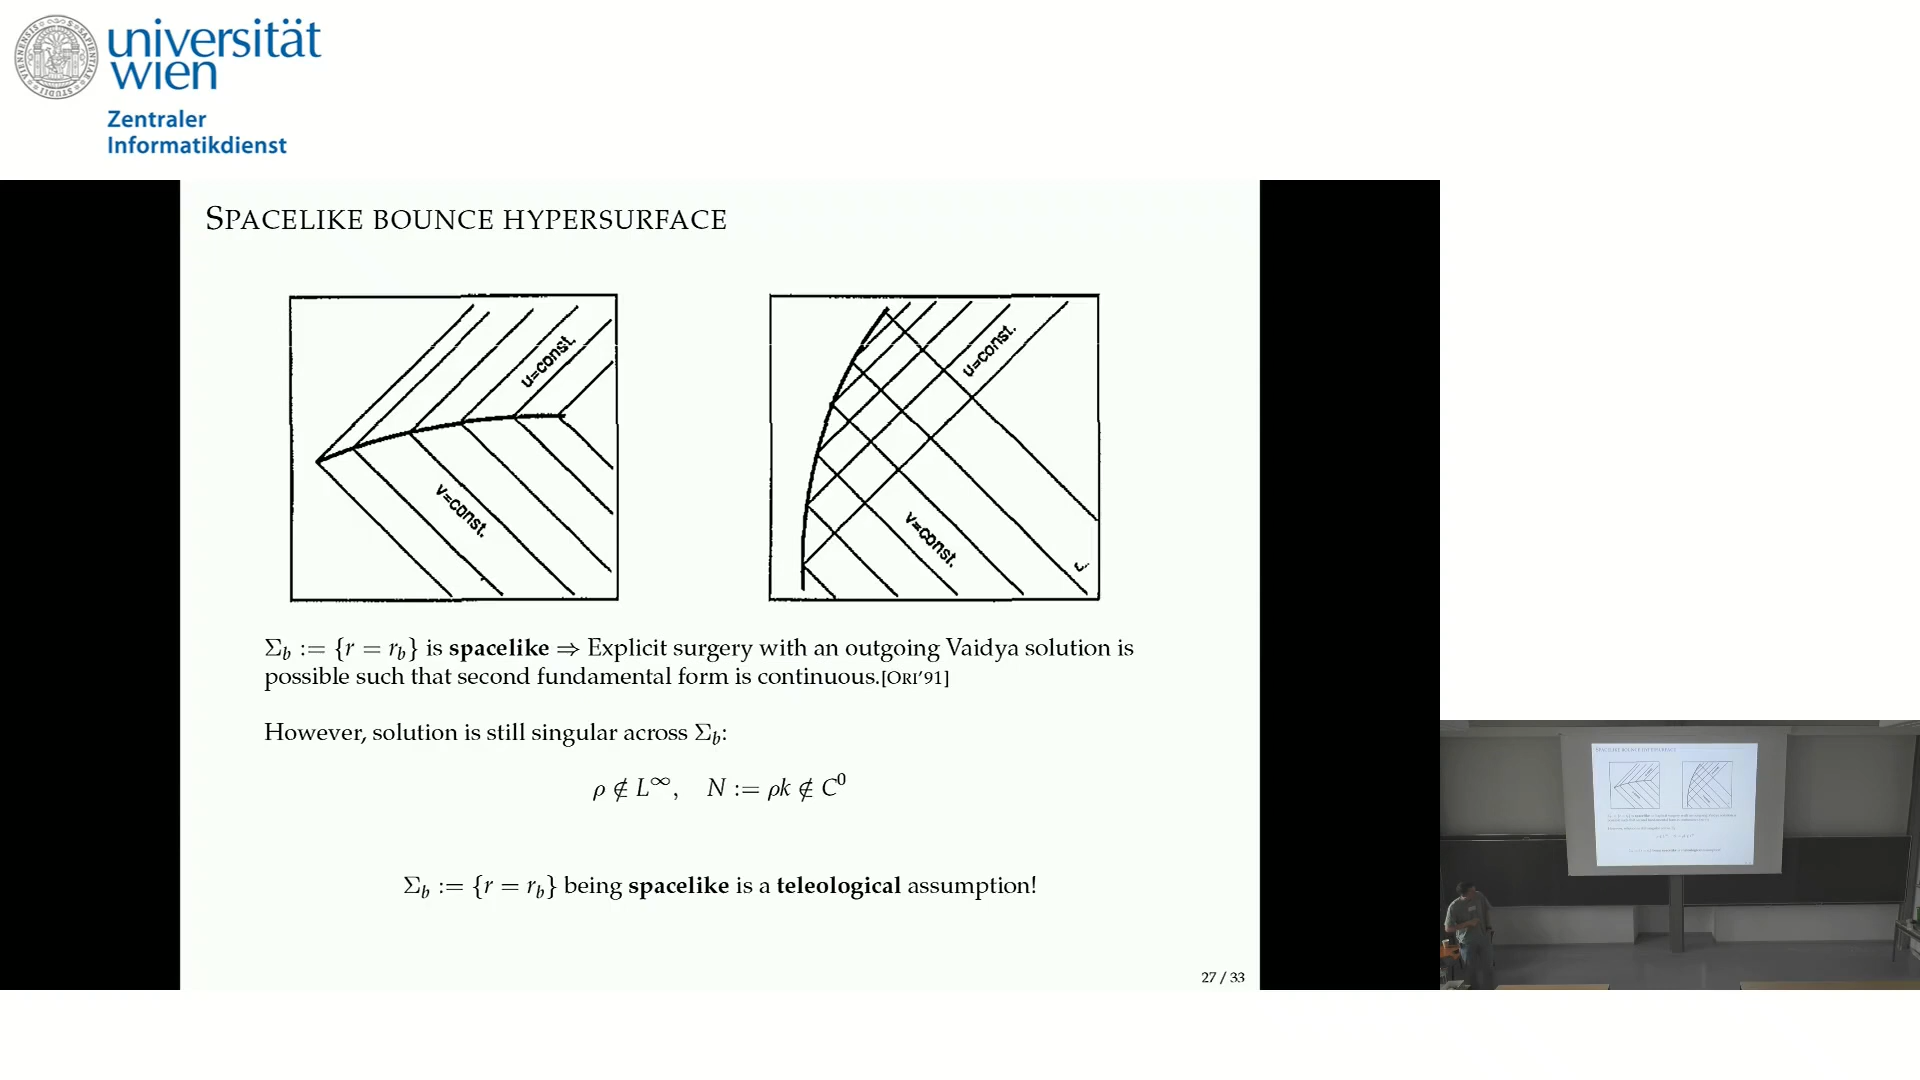 universität
wien
Zentraler
Informatikdienst
SPACELIKE BOUNCE HYPERSURFACE
u=const.
v=const.
u=const.
v=const.
Σ_b := {r = r_b} is spacelike ⇒ Explicit surgery with an outgoing Vaidya solution is
possible such that second fundamental form is continuous.[ORI'91]
However, solution is still singular across Σ_b:
ρ ∉ L^∞, N := ρk ∉ C^0
Σ_b := {r = r_b} being spacelike is a teleological assumption!
27 / 33